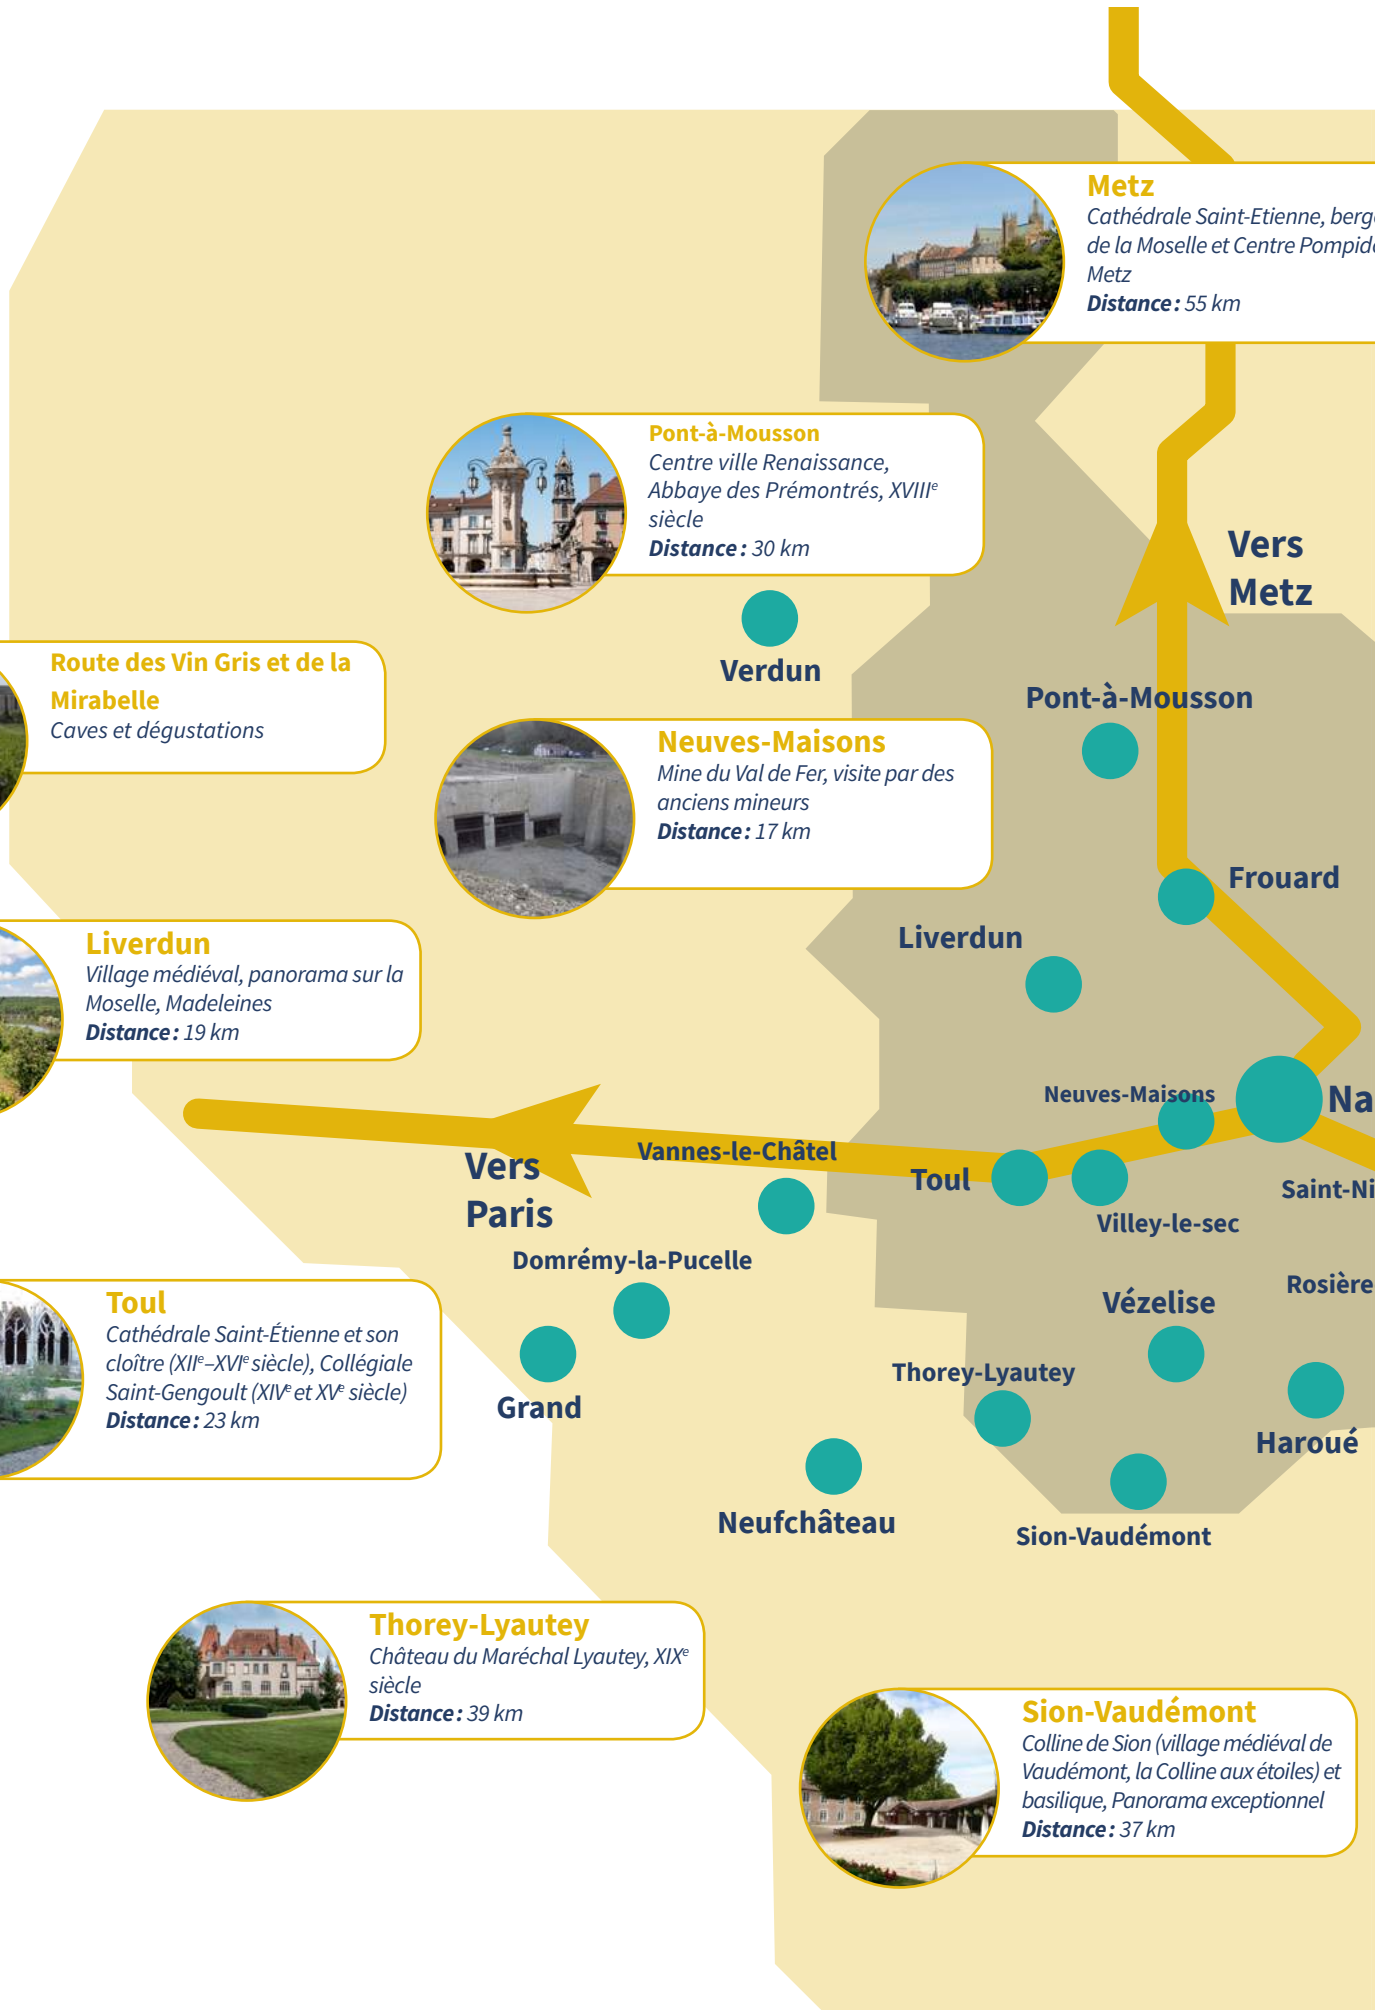 Metz
Cathédrale Saint-Etienne, berg
de la Moselle et Centre Pompid
Metz
Distance : 55 km
Pont-à-Mousson
Centre ville Renaissance,
Abbaye des Prémontrés, XVIIIe
siècle
Distance : 30 km
Vers
Metz
Verdun
Route des Vin Gris et de la
Mirabelle
Caves et dégustations
Pont-à-Mousson
Neuves-Maisons
Mine du Val de Fer, visite par des
anciens mineurs
Distance : 17 km
Frouard
Liverdun
Liverdun
Village médiéval, panorama sur la
Moselle, Madeleines
Distance : 19 km
Neuves-Maisons
Na
Vers
Paris
Vannes-le-Châtel
Toul
Saint-Ni
Villey-le-sec
Domrémy-la-Pucelle
Rosière
Vézelise
Toul
Cathédrale Saint-Étienne et son
cloître (XIIe–XVIe siècle), Collégiale
Saint-Gengoult (XIVe et XVe siècle)
Distance : 23 km
Thorey-Lyautey
Grand
Haroué
Neufchâteau
Sion-Vaudémont
Thorey-Lyautey
Château du Maréchal Lyautey, XIXe
siècle
Distance : 39 km
Sion-Vaudémont
Colline de Sion (village médiéval de
Vaudémont, la Colline aux étoiles) et
basilique, Panorama exceptionnel
Distance : 37 km